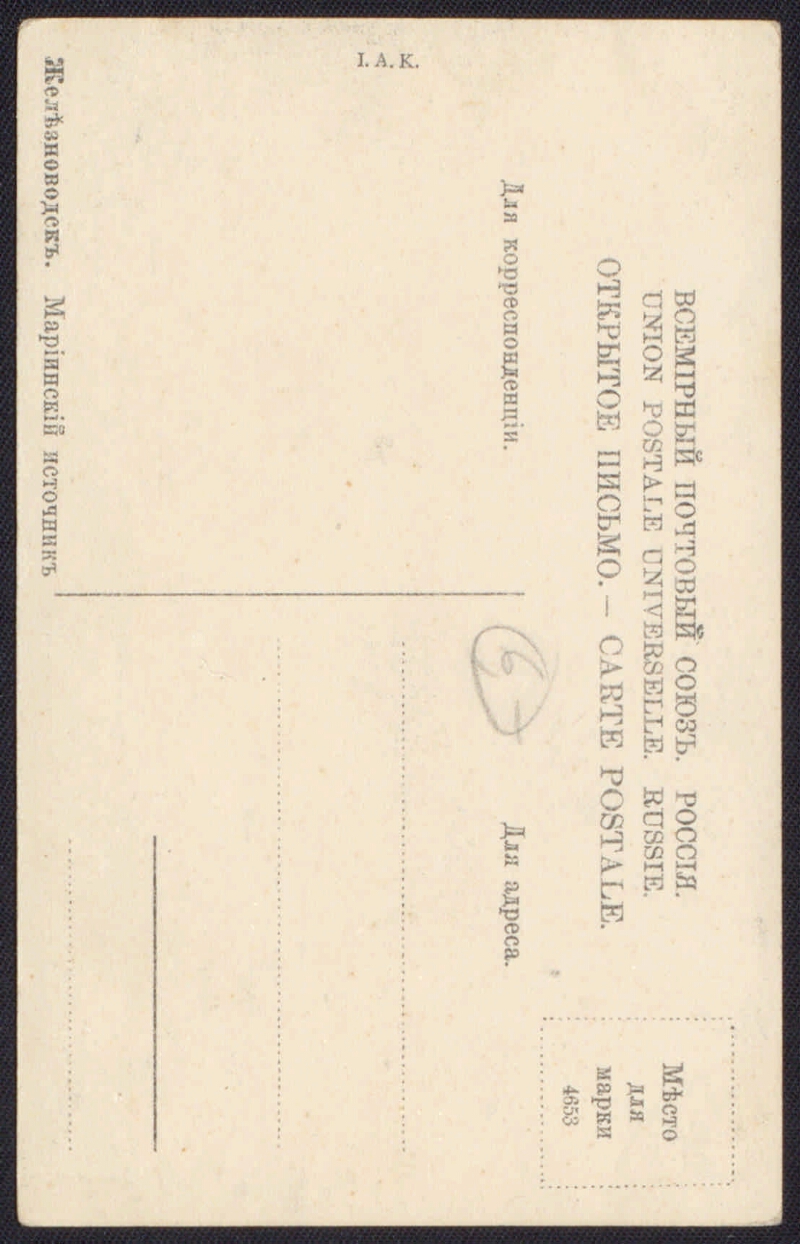 ВСЕМІРНЫЙ ПОЧТОВЫЙ СОЮЗЪ. РОССІЯ.
UNION POSTALE UNIVERSELLE. RUSSIE.
ОТКРЫТОЕ ПИСЬМО. — CARTE POSTALE.
Мѣсто
для
марки
4653
Для корреспонденціи.
Для адреса.
6-
I. A. K.
Желѣзноводскъ. Маріинскій источникъ